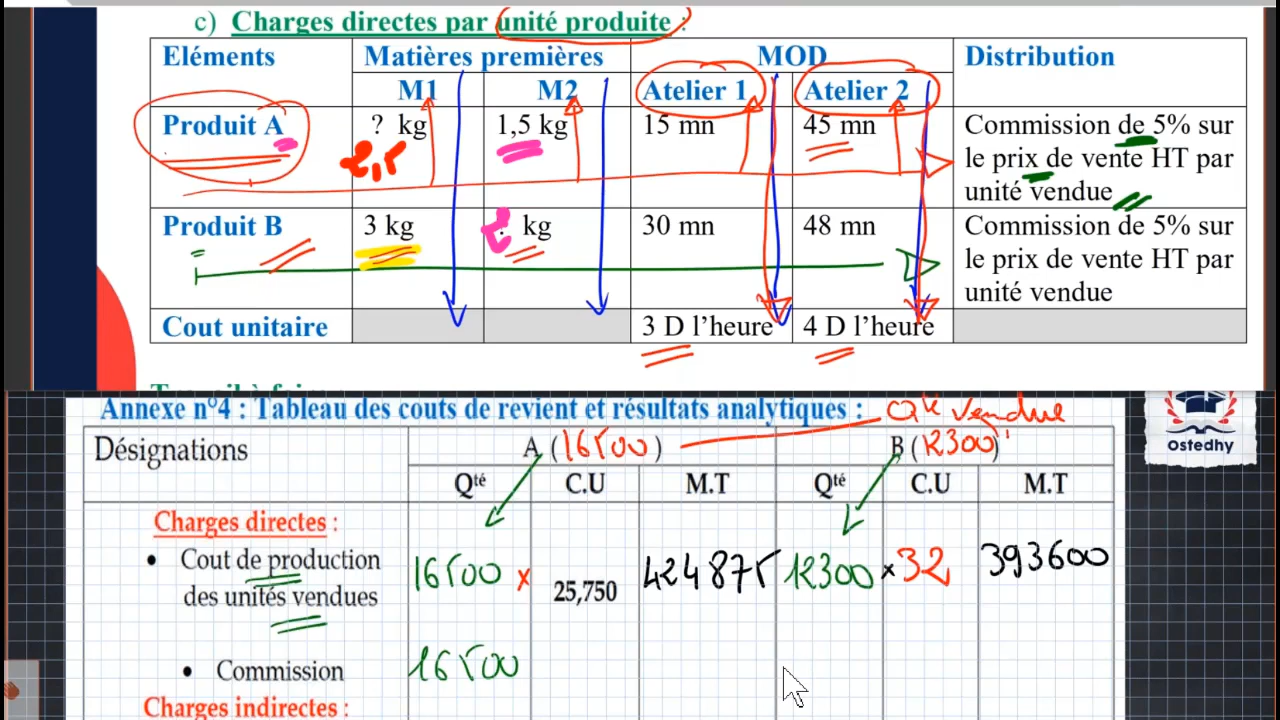 c) Charges directes par unité produite :
Eléments Matières premières MOD Distribution
M1 M2 Atelier 1 Atelier 2
Produit A ? kg 1,5 kg 15 mn 45 mn Commission de 5% sur
2,5 le prix de vente HT par
unité vendue
Produit B 3 kg 2 kg 30 mn 48 mn Commission de 5% sur
le prix de vente HT par
unité vendue
Cout unitaire 3 D l’heure 4 D l’heure
Annexe n°4 : Tableau des couts de revient et résultats analytiques : Qté vendue
Désignations A (16500) B (12300)
Qté C.U M.T Qté C.U M.T
Charges directes :
• Cout de production 16500 × 25,750 424875 12300 × 32 393600
des unités vendues
• Commission 16500
Charges indirectes :
Ostedhy